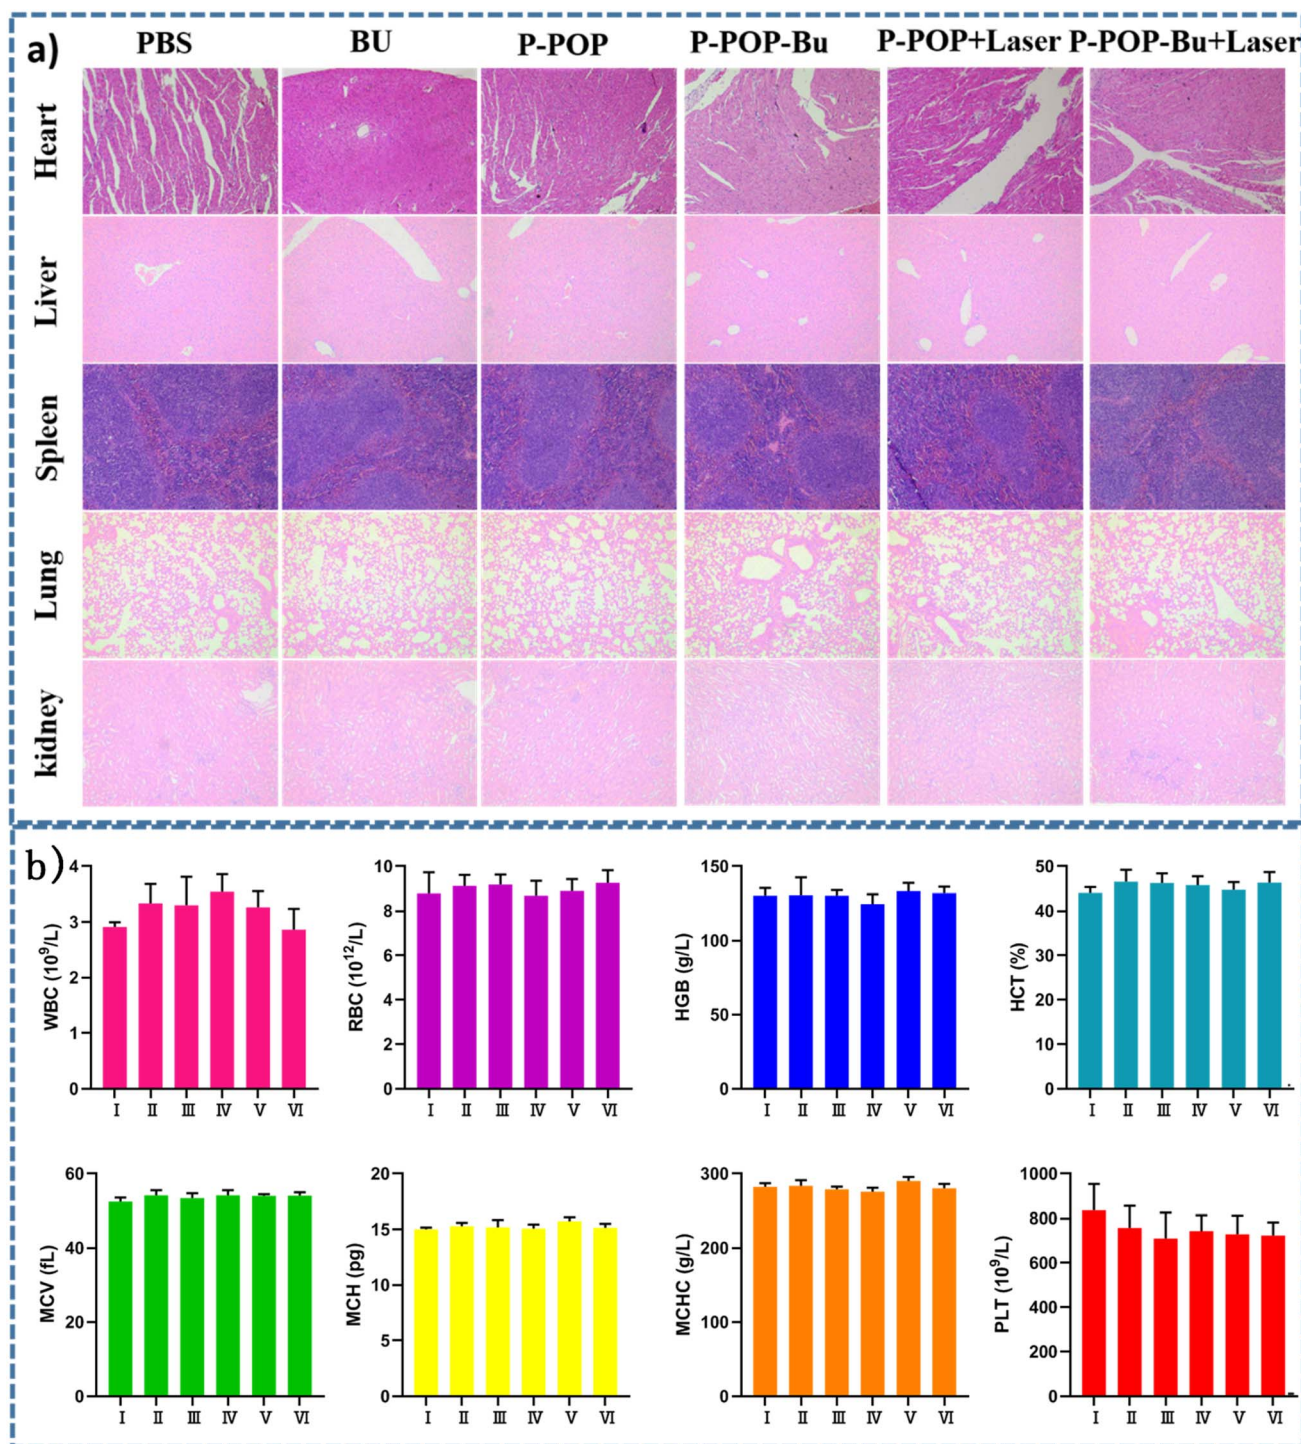 a)
PBS BU P-POP P-POP-Bu P-POP+Laser P-POP-Bu+Laser
Heart
Liver
Spleen
Lung
kidney
b)
WBC (10⁹/L)
4
3
2
1
0
I II III IV V VI
RBC (10¹²/L)
10
8
6
4
2
0
I II III IV V VI
HGB (g/L)
150
100
50
0
I II III IV V VI
HCT (%)
50
40
30
20
10
0
I II III IV V VI
MCV (fL)
60
40
20
0
I II III IV V VI
MCH (pg)
20
15
10
5
0
I II III IV V VI
MCHC (g/L)
300
200
100
0
I II III IV V VI
PLT (10⁹/L)
1000
800
600
400
200
0
I II III IV V VI